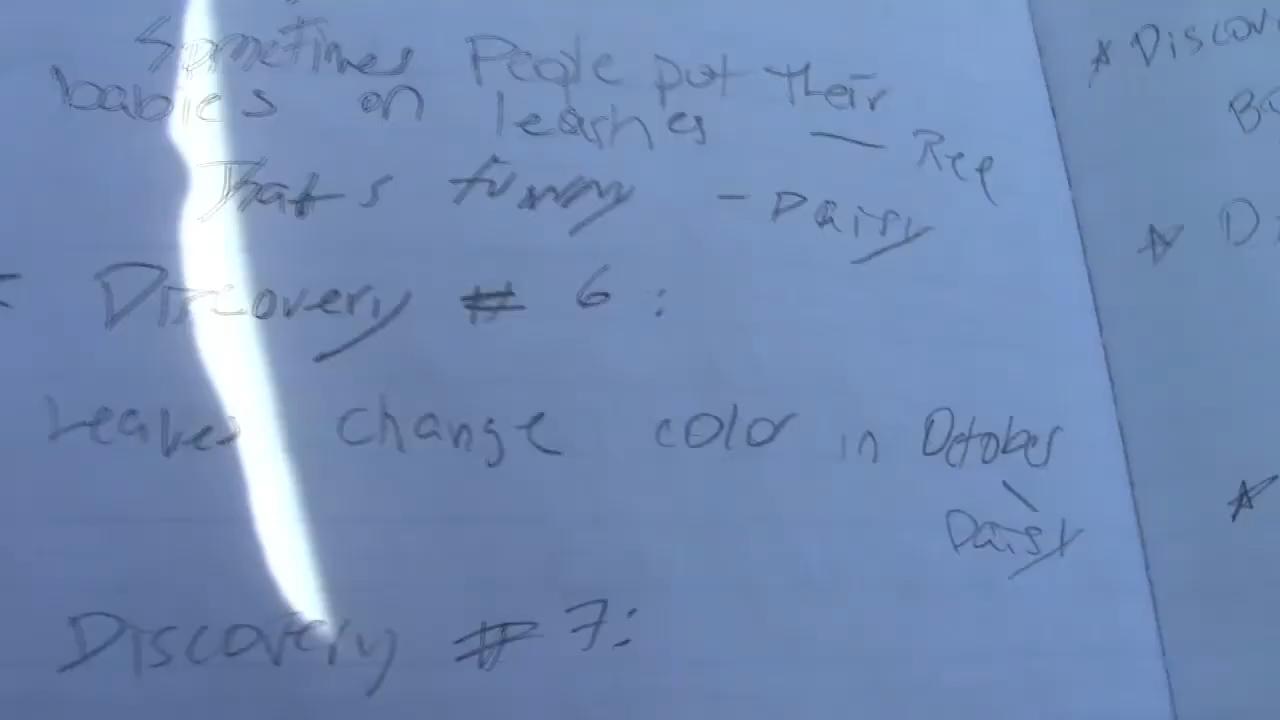 Sometimes People put their
babies on leashes — Ree
That's funny - Daisy
Discovery # 6:
Leaves change color in October
Daisy
Discovery # 7: